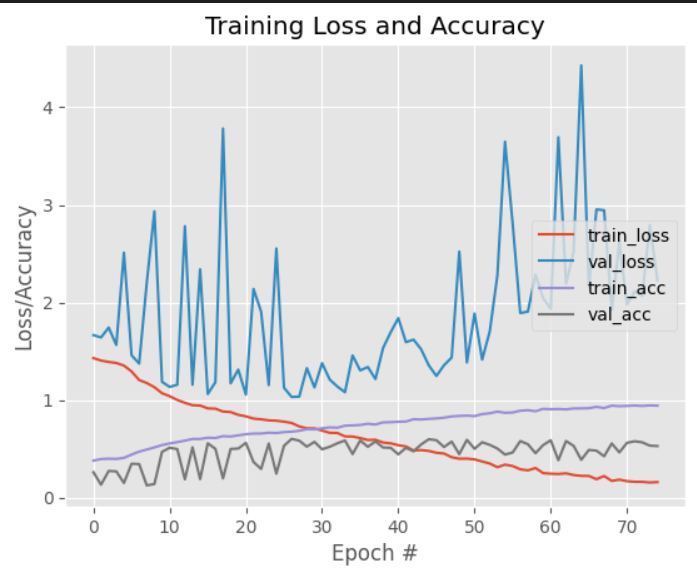 Training Loss and Accuracy
Loss/Accuracy
4
3
2
1
0
train_loss
val_loss
train_acc
val_acc
0 10 20 30 40 50 60 70
Epoch #